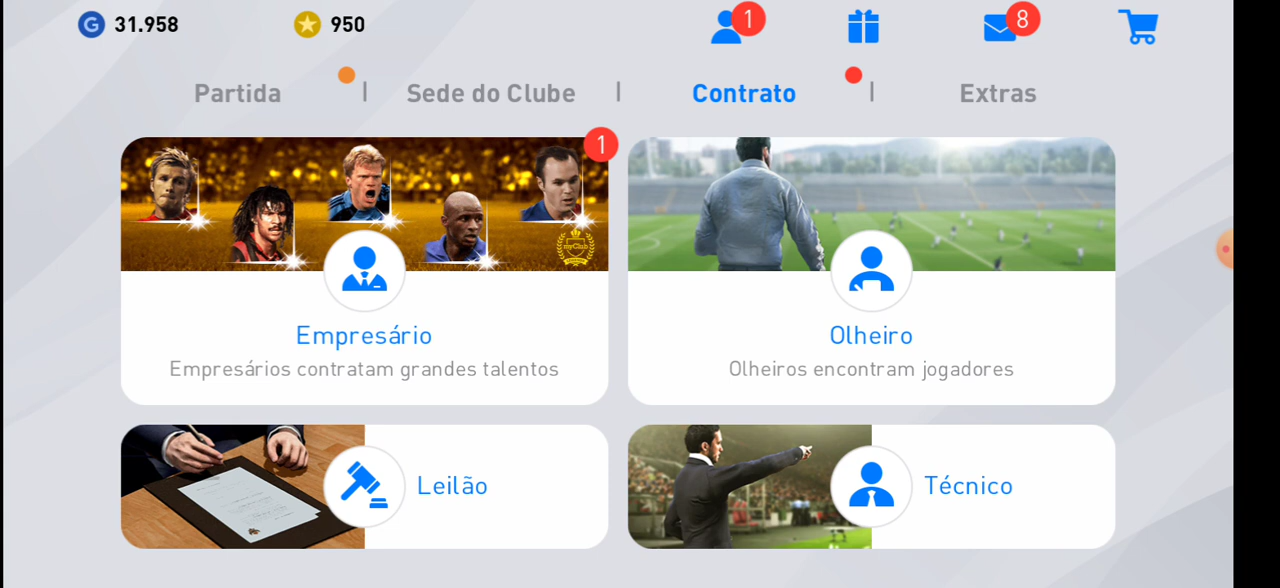 G 31.958 950 1 8
Partida | Sede do Clube | Contrato | Extras
1
myClub
Empresário
Empresários contratam grandes talentos
Olheiro
Olheiros encontram jogadores
Leilão
Técnico